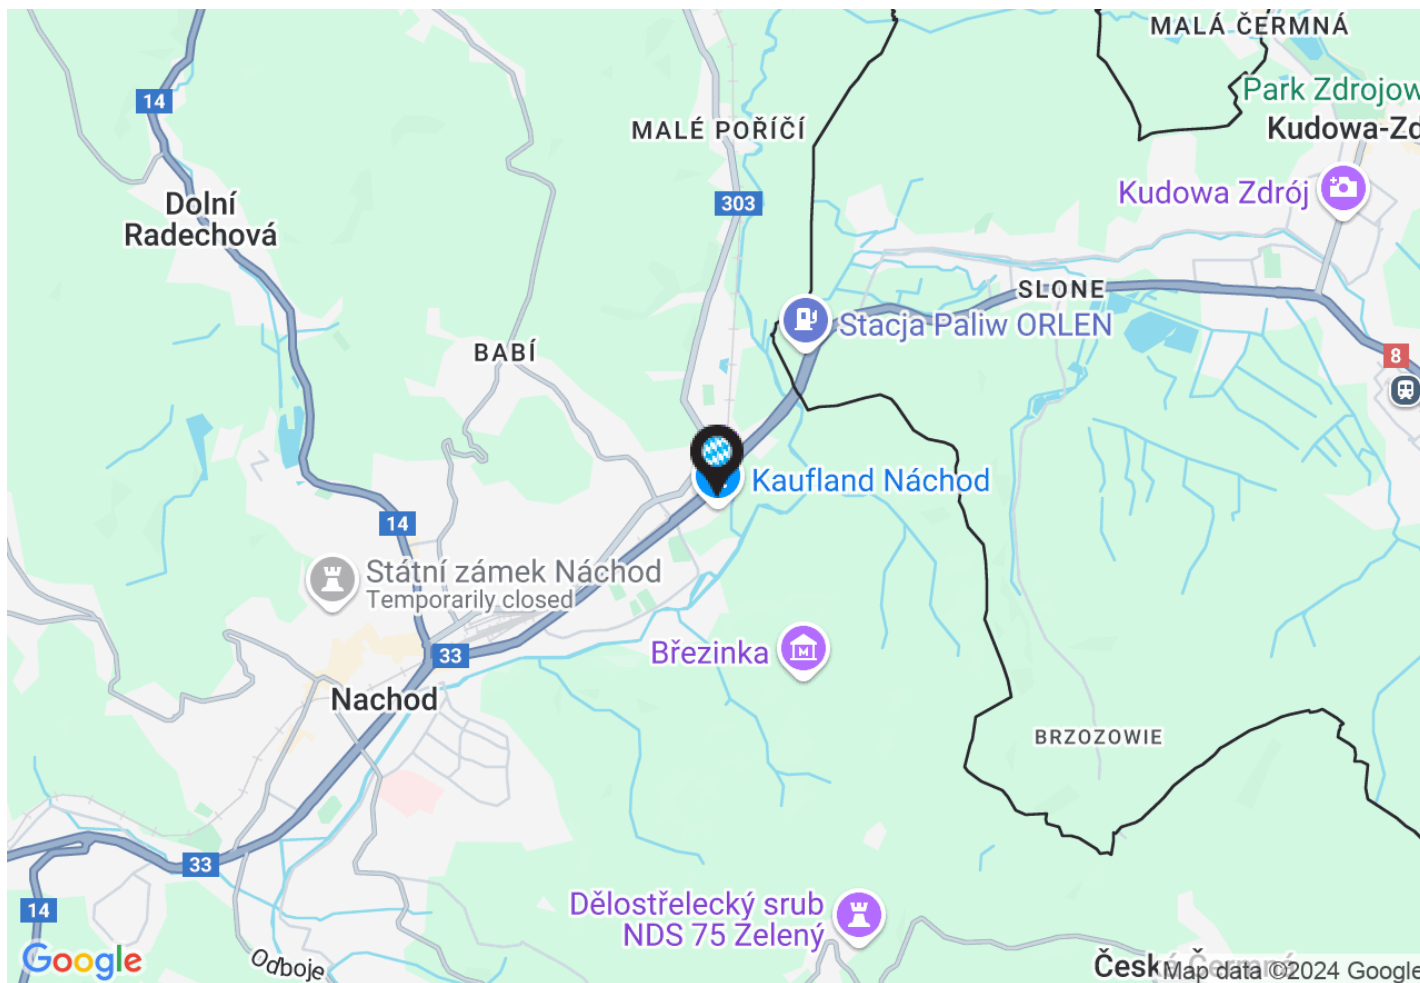 MALÁ ČERMNÁ
Park Zdrojow
Kudowa-Zd
14
MALÉ POŘÍČÍ
Kudowa Zdrój
303
Dolní
Radechová
SLONE
Stacja Paliw ORLEN
BABÍ
8
Kaufland Náchod
14
Státní zámek Náchod
Temporarily closed
33
Březinka
Nachod
BRZOZOWIE
33
14
Dělostřelecký srub
NDS 75 Zelený
Google
Odboje
Česká Čermná
Map data ©2024 Google